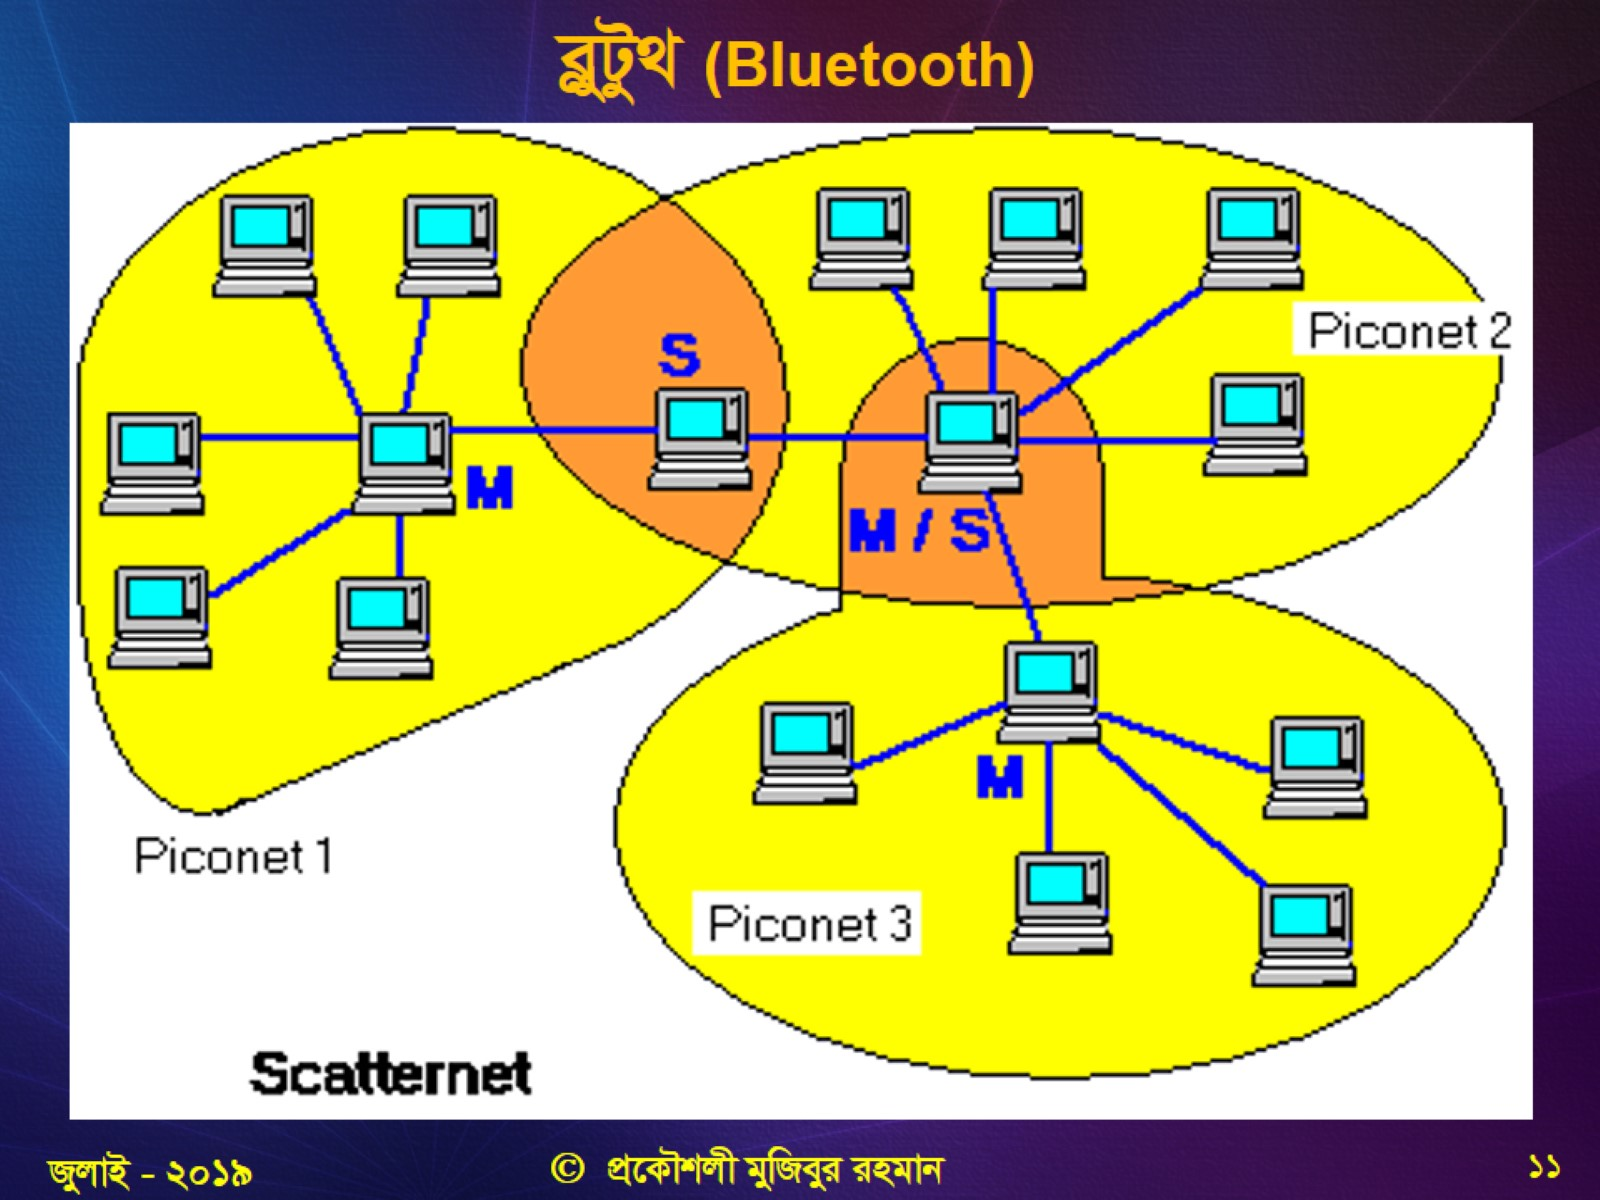 ব্লুটুথ (Bluetooth)
S
Piconet 2
M
M / S
M
Piconet 1
Piconet 3
Scatternet
জুলাই - ২০১৯
© প্রকৌশলী মুজিবুর রহমান
১১